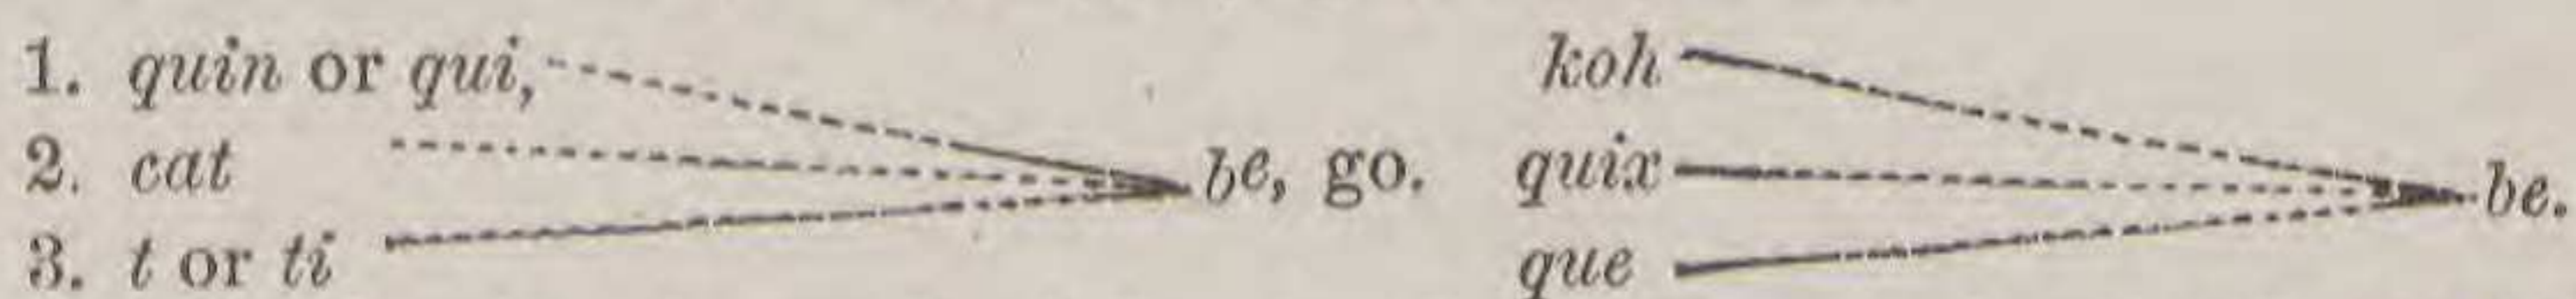 1. quin or qui, be, go. koh be.
2. cat quix
3. t or ti que